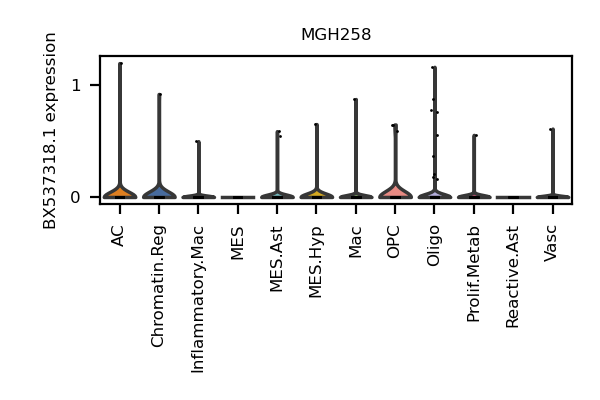 MGH258
BX537318.1 expression
1
0
AC
Chromatin.Reg
Inflammatory.Mac
MES
MES.Ast
MES.Hyp
Mac
OPC
Oligo
Prolif.Metab
Reactive.Ast
Vasc